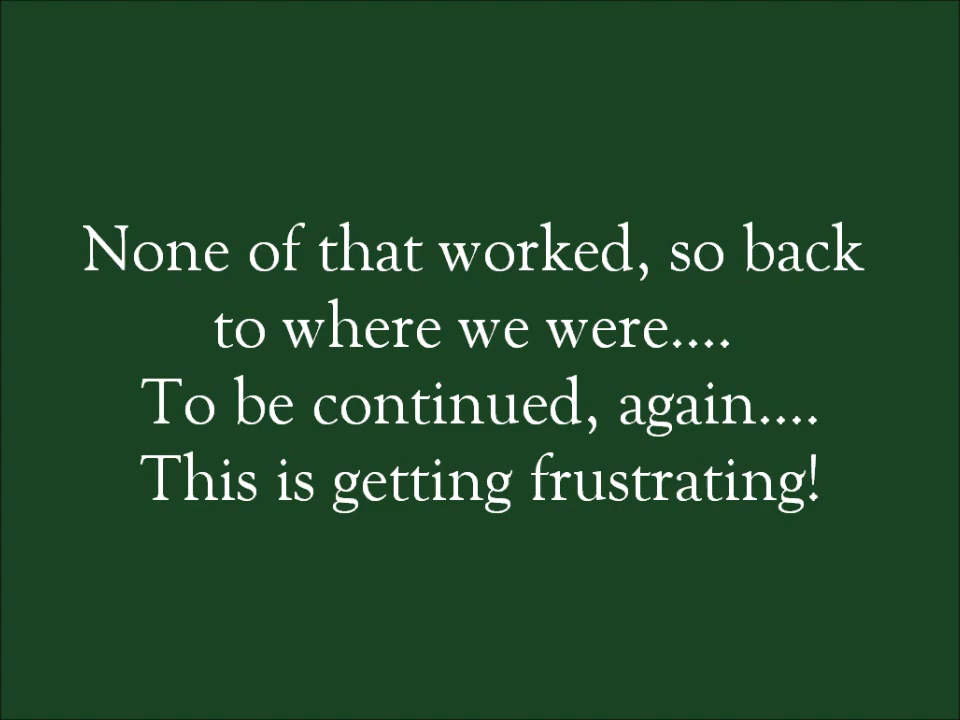 None of that worked, so back
to where we were....
To be continued, again....
This is getting frustrating!